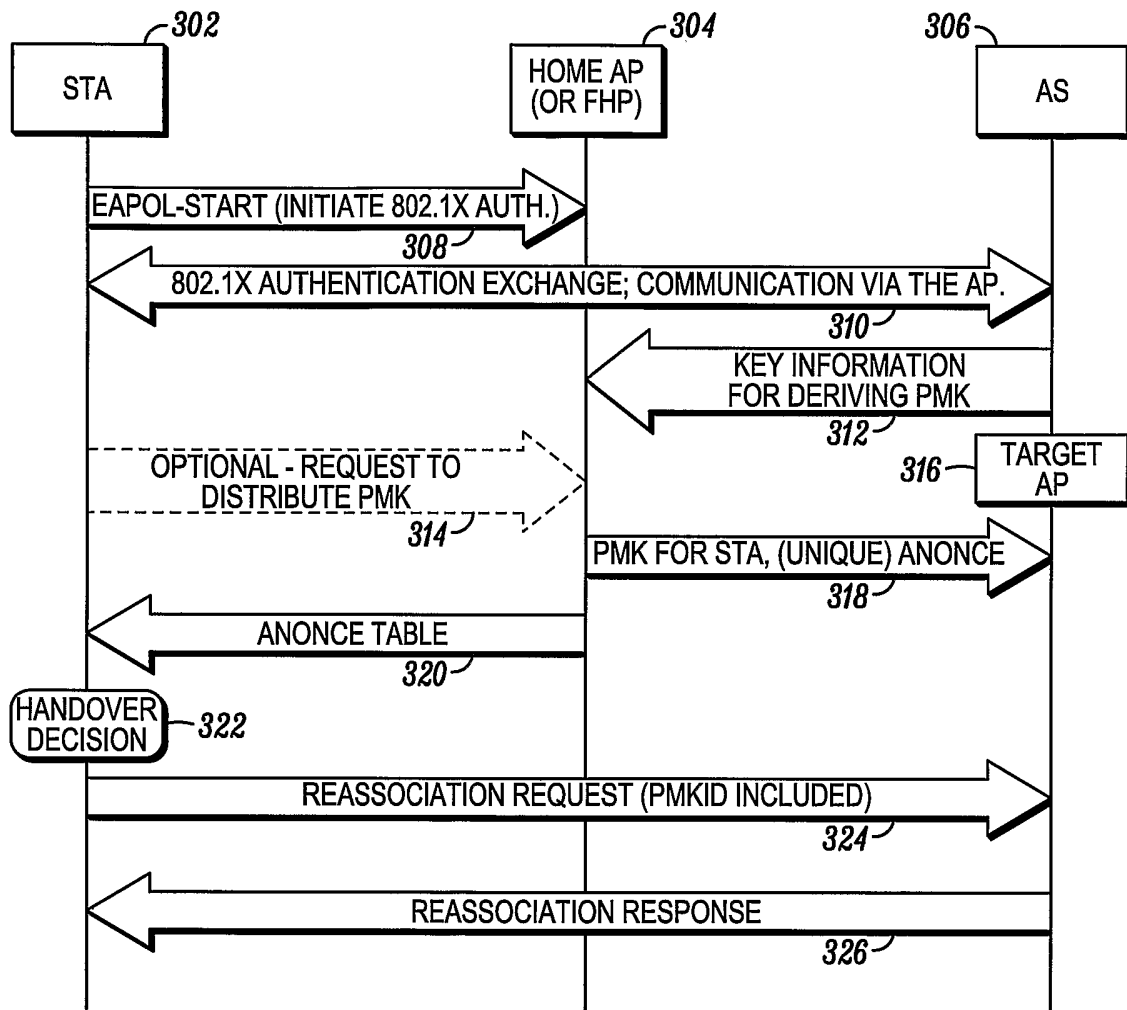 302
304
306
STA
HOME AP
(OR FHP)
AS
EAPOL-START (INITIATE 802.1X AUTH.)
308
802.1X AUTHENTICATION EXCHANGE; COMMUNICATION VIA THE AP.
310
KEY INFORMATION
FOR DERIVING PMK
312
OPTIONAL - REQUEST TO
DISTRIBUTE PMK
314
316
TARGET
AP
PMK FOR STA, (UNIQUE) ANONCE
318
ANONCE TABLE
320
HANDOVER
DECISION
322
REASSOCIATION REQUEST (PMKID INCLUDED)
324
REASSOCIATION RESPONSE
326